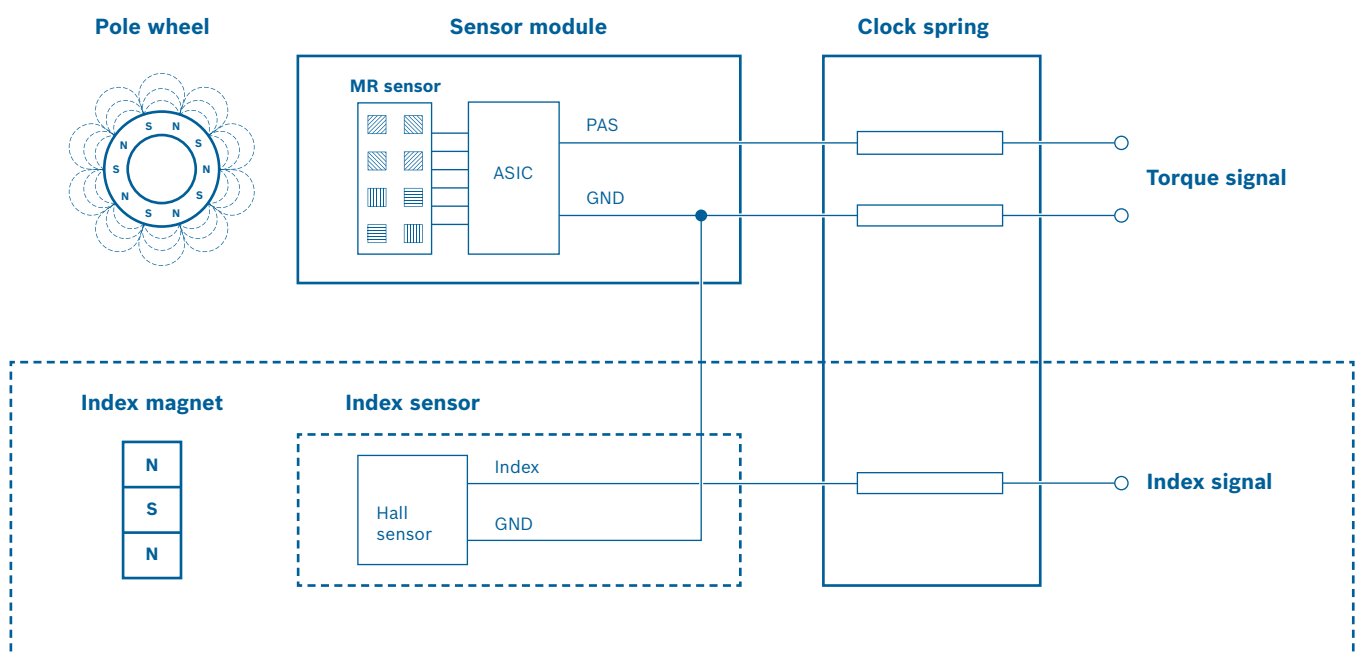 Pole wheel
Sensor module
Clock spring
MR sensor
S N
N S
S N
N S
S N
ASIC
PAS
GND
Torque signal
Index magnet
Index sensor
N
S
N
Hall
sensor
Index
GND
Index signal